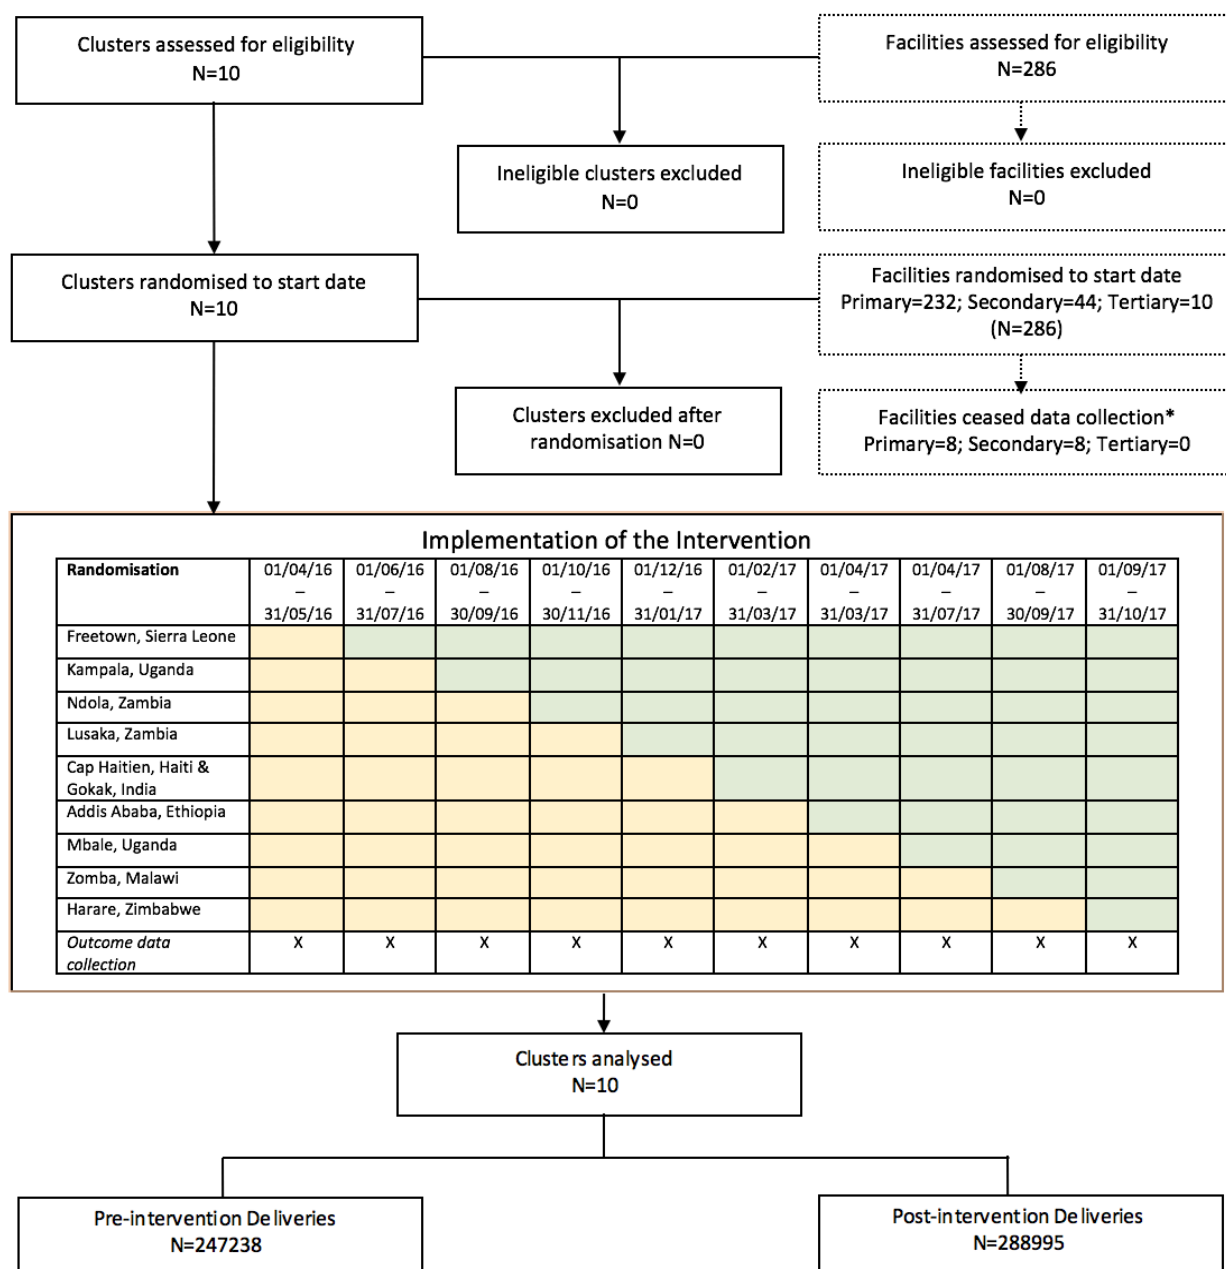 Clusters assessed for eligibility
N=10
Facilities assessed for eligibility
N=286
Ineligible clusters excluded
N=0
Ineligible facilities excluded
N=0
Clusters randomised to start date
N=10
Facilities randomised to start date
Primary=232; Secondary=44; Tertiary=10
(N=286)
Clusters excluded after
randomisation N=0
Facilities ceased data collection*
Primary=8; Secondary=8; Tertiary=0
Implementation of the Intervention
Randomisation 01/04/16 01/06/16 01/08/16 01/10/16 01/12/16 01/02/17 01/04/17 01/04/17 01/08/17 01/09/17
– – – – – – – – – –
31/05/16 31/07/16 30/09/16 30/11/16 31/01/17 31/03/17 31/03/17 31/07/17 30/09/17 31/10/17
Freetown, Sierra Leone
Kampala, Uganda
Ndola, Zambia
Lusaka, Zambia
Cap Haitien, Haiti &
Gokak, India
Addis Ababa, Ethiopia
Mbale, Uganda
Zomba, Malawi
Harare, Zimbabwe
Outcome data X X X X X X X X X X
collection
Clusters analysed
N=10
Pre-intervention Deliveries
N=247238
Post-intervention Deliveries
N=288995